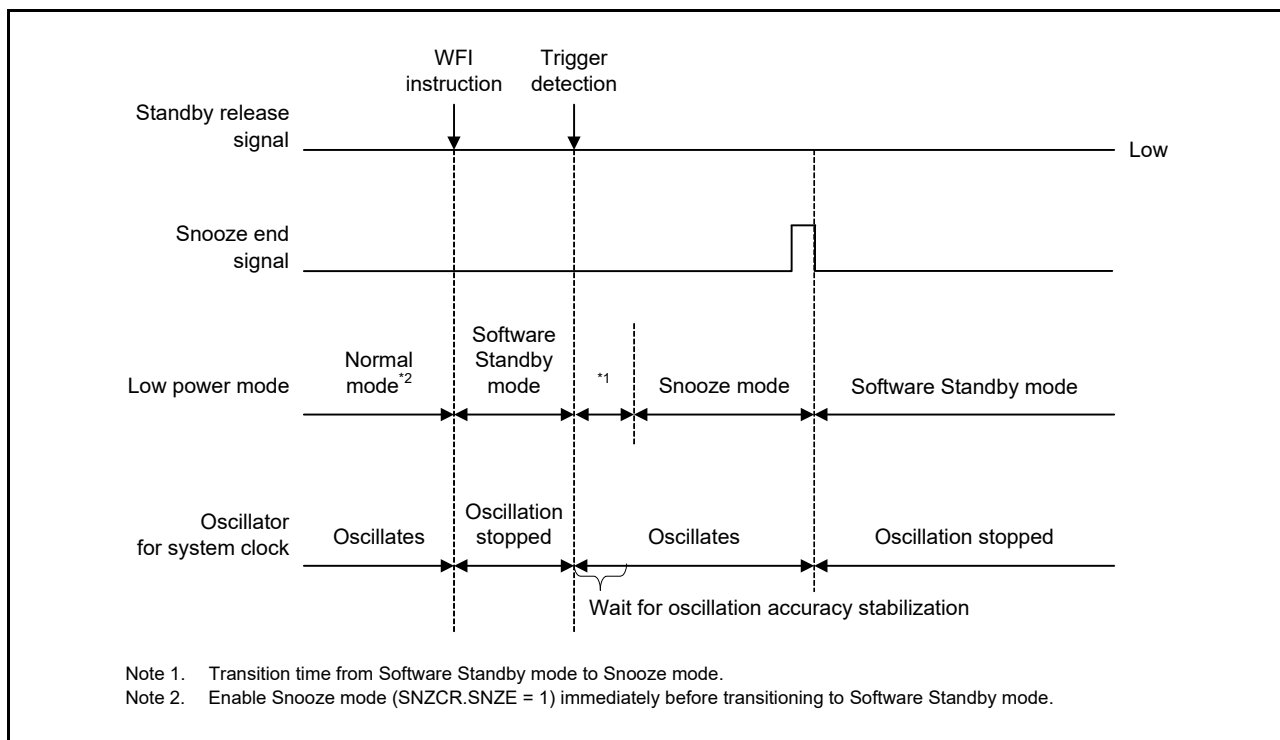 WFI
instruction
Trigger
detection
Standby release
signal
Low
Snooze end
signal
Low power mode
Normal
mode*2
Software
Standby
mode
*1
Snooze mode
Software Standby mode
Oscillator
for system clock
Oscillates
Oscillation
stopped
Oscillates
Oscillation stopped
Wait for oscillation accuracy stabilization
Note 1. Transition time from Software Standby mode to Snooze mode.
Note 2. Enable Snooze mode (SNZCR.SNZE = 1) immediately before transitioning to Software Standby mode.